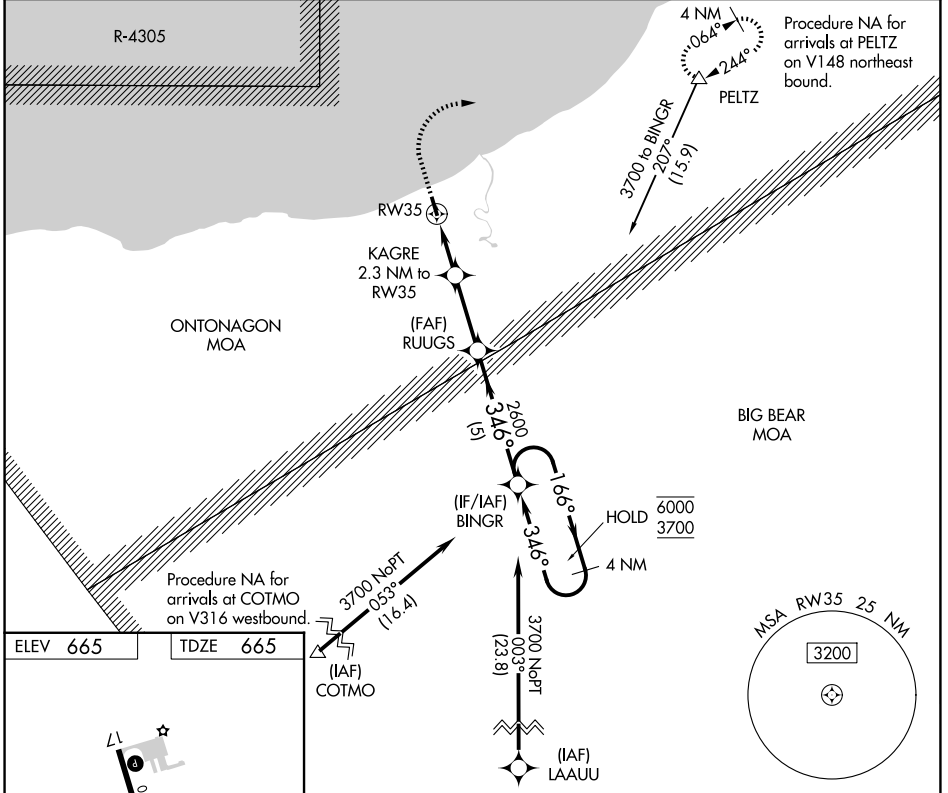 R-4305
4 NM
064°
244°
PELTZ
Procedure NA for
arrivals at PELTZ
on V148 northeast
bound.
3700 to BINGR
207°
(15.9)
RW35
KAGRE
2.3 NM to
RW35
ONTONAGON
MOA
(FAF)
RUUGS
BIG BEAR
MOA
2600
346°
(5)
(IF/IAF)
BINGR
166°
346°
HOLD
6000
3700
4 NM
Procedure NA for
arrivals at COTMO
on V316 westbound.
3700 NoPT
053°
(16.4)
(IAF)
COTMO
3700 NoPT
003°
(23.8)
(IAF)
LAAUU
MSA RW35 25 NM
3200
ELEV 665
TDZE 665
17
P